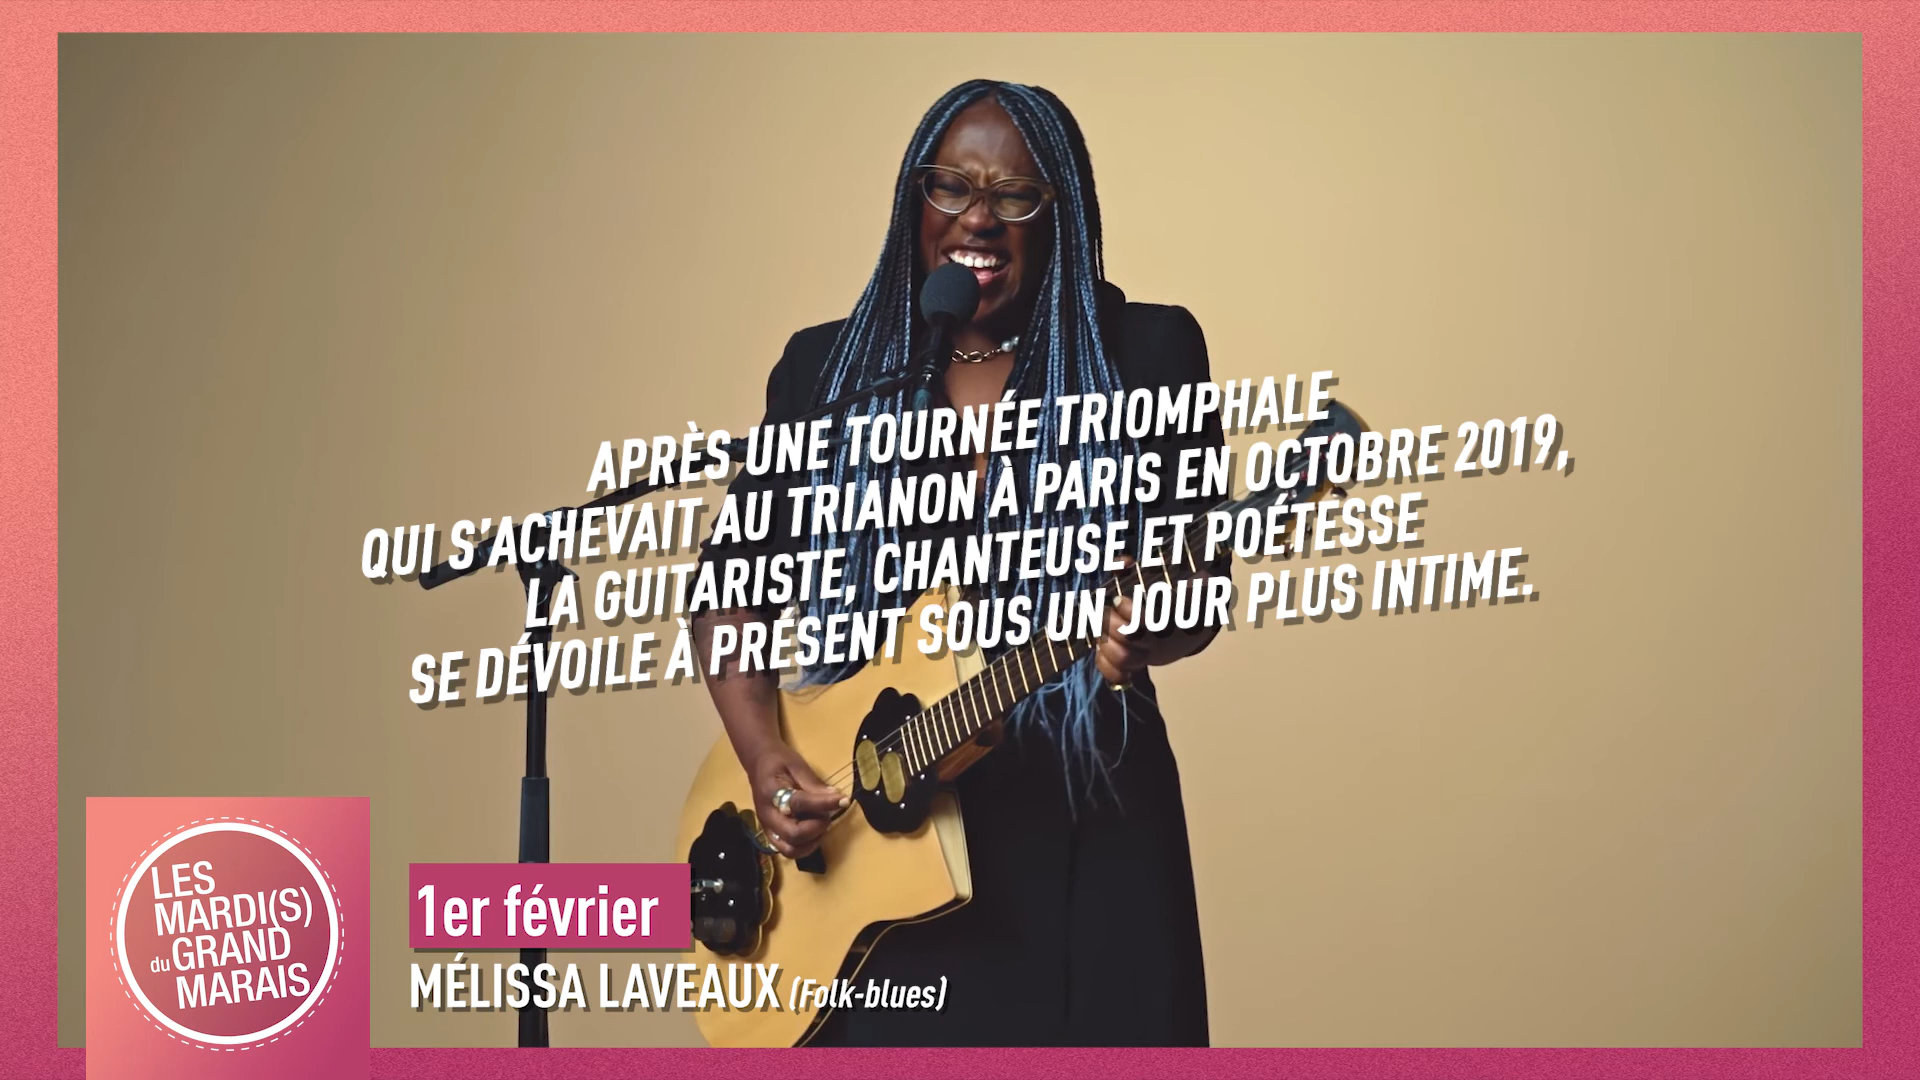 APRÈS UNE TOURNÉE TRIOMPHALE
QUI S'ACHEVAIT AU TRIANON À PARIS EN OCTOBRE 2019,
LA GUITARISTE, CHANTEUSE ET POÉTESSE
SE DÉVOILE À PRÉSENT SOUS UN JOUR PLUS INTIME.
LES
MARDI(S)
du GRAND
MARAIS
1er février
MÉLISSA LAVEAUX (Folk-blues)